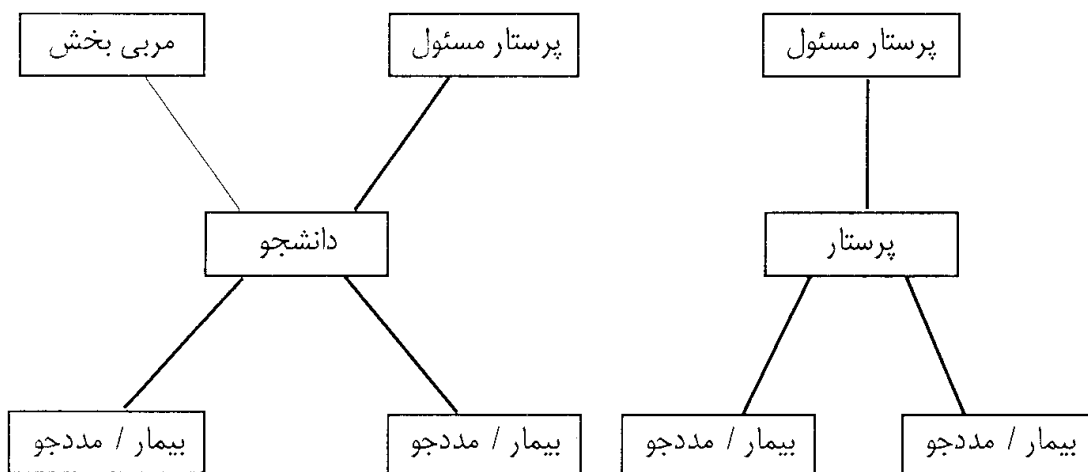 پرستار مسئول
پرستار مسئول
مربی بخش
پرستار
دانشجو
بیمار / مددجو
بیمار / مددجو
بیمار / مددجو
بیمار / مددجو